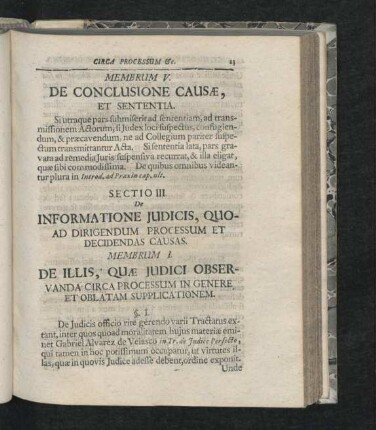 CIRCA PROCESSUM &c. 23
MEMBRUM V.
DE CONCLUSIONE CAUSÆ,
ET SENTENTIA.
Si utraque pars submiserit ad sententiam, ad trans-
missionem Actorum, si Judex loci suspectus, confugien-
dum, & præcavendum, ne ad Collegium pariter suspe-
ctum transmittantur Acta. Si sententia lata, pars gra-
vata ad remedia Juris suspensiva recurrat, & illa eligat,
quæ sibi commodissima. De quibus omnibus videan-
tur plura in Introd. ad Praxin cap. ult.
SECTIO III.
De
INFORMATIONE JUDICIS, QUO-
AD DIRIGENDUM PROCESSUM ET
DECIDENDAS CAUSAS.
MEMBRUM I.
DE ILLIS, QUÆ JUDICI OBSER-
VANDA CIRCA PROCESSUM IN GENERE
ET OBLATAM SUPPLICATIONEM.
§. I.
De Judicis officio rite gerendo varii Tractatus ex-
tant, inter quos quoad moralitatem hujus materiæ emi-
net Gabriel Alvarez de Velasco in Tr. de Judice Perfecto,
qui tamen in hoc potissimum occupatur, ut virtutes il-
las, quæ in quovis Judice adesse debent, ordine exponat.
Unde